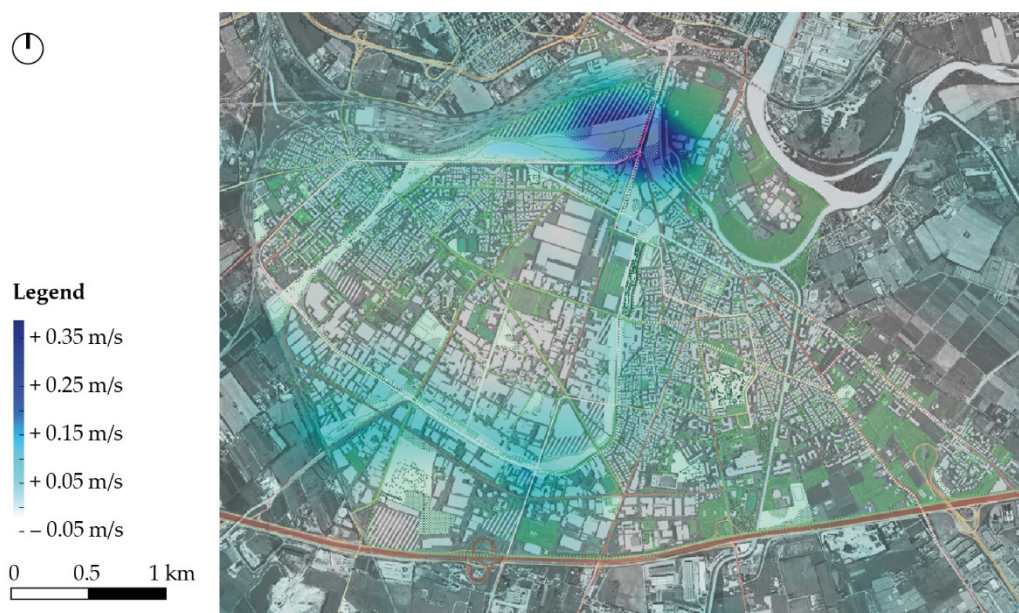 Legend
+ 0.35 m/s
+ 0.25 m/s
+ 0.15 m/s
+ 0.05 m/s
- – 0.05 m/s
0 0.5 1 km